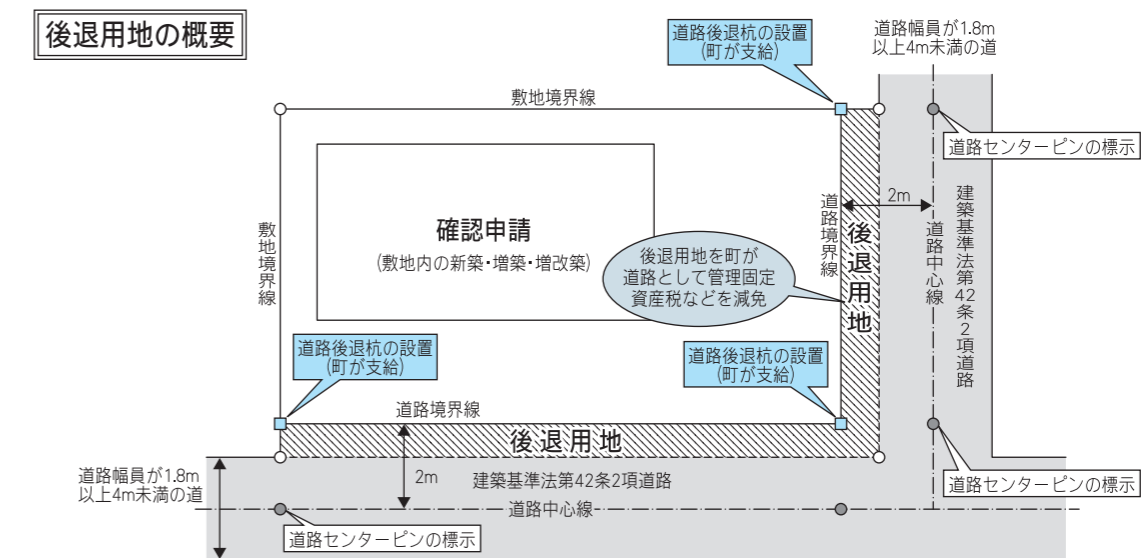 後退用地の概要
道路後退杭の設置
(町が支給)
道路幅員が1.8m
以上4m未満の道
敷地境界線
道路センターピンの標示
敷地境界線
確認申請
(敷地内の新築・増築・増改築)
後退用地を町が
道路として管理固定
資産税などを減免
道路境界線
後退用地
2m
道路中心線
建築基準法第42条2項道路
道路後退杭の設置
(町が支給)
道路後退杭の設置
(町が支給)
道路境界線
後退用地
道路幅員が1.8m
以上4m未満の道
2m
建築基準法第42条2項道路
道路センターピンの標示
道路中心線
道路センターピンの標示